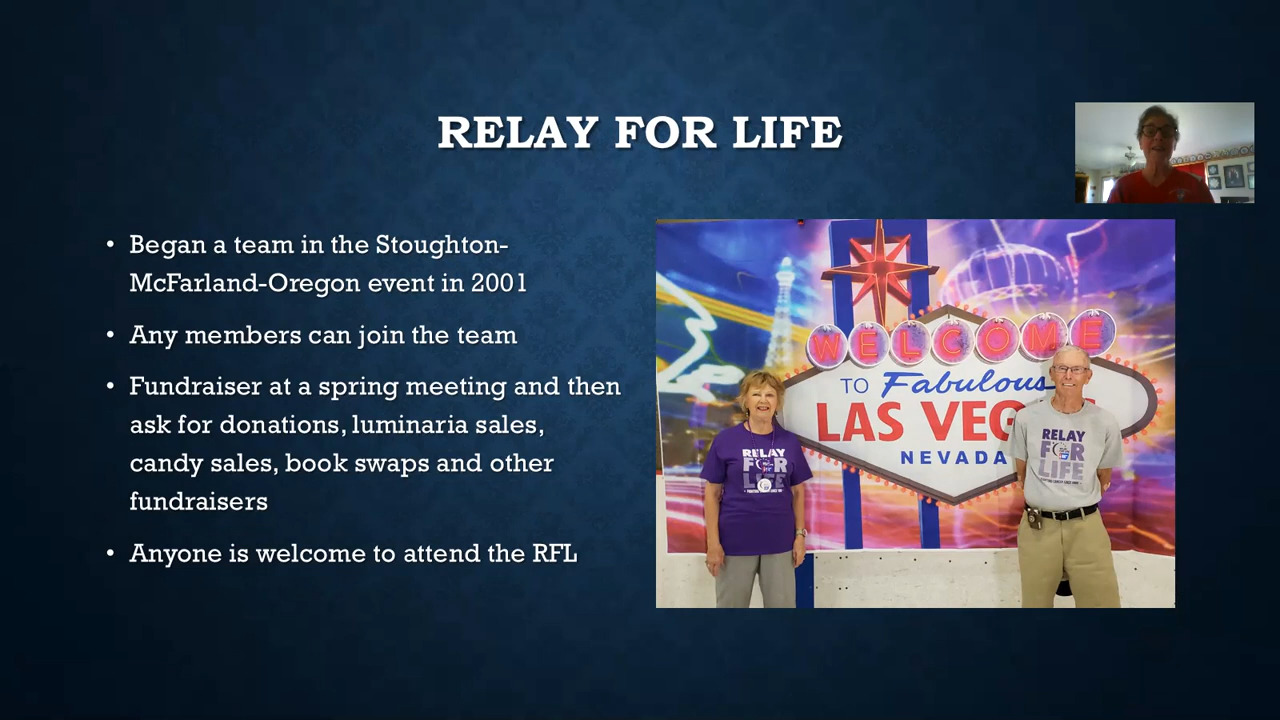 RELAY FOR LIFE
Began a team in the Stoughton-
McFarland-Oregon event in 2001
Any members can join the team
Fundraiser at a spring meeting and then
ask for donations, luminaria sales,
candy sales, book swaps and other
fundraisers
Anyone is welcome to attend the RFL
WELCOME
TO Fabulous
LAS VEG
NEVADA
RELAY
FOR
LIFE
RELAY
FOR
LIFE